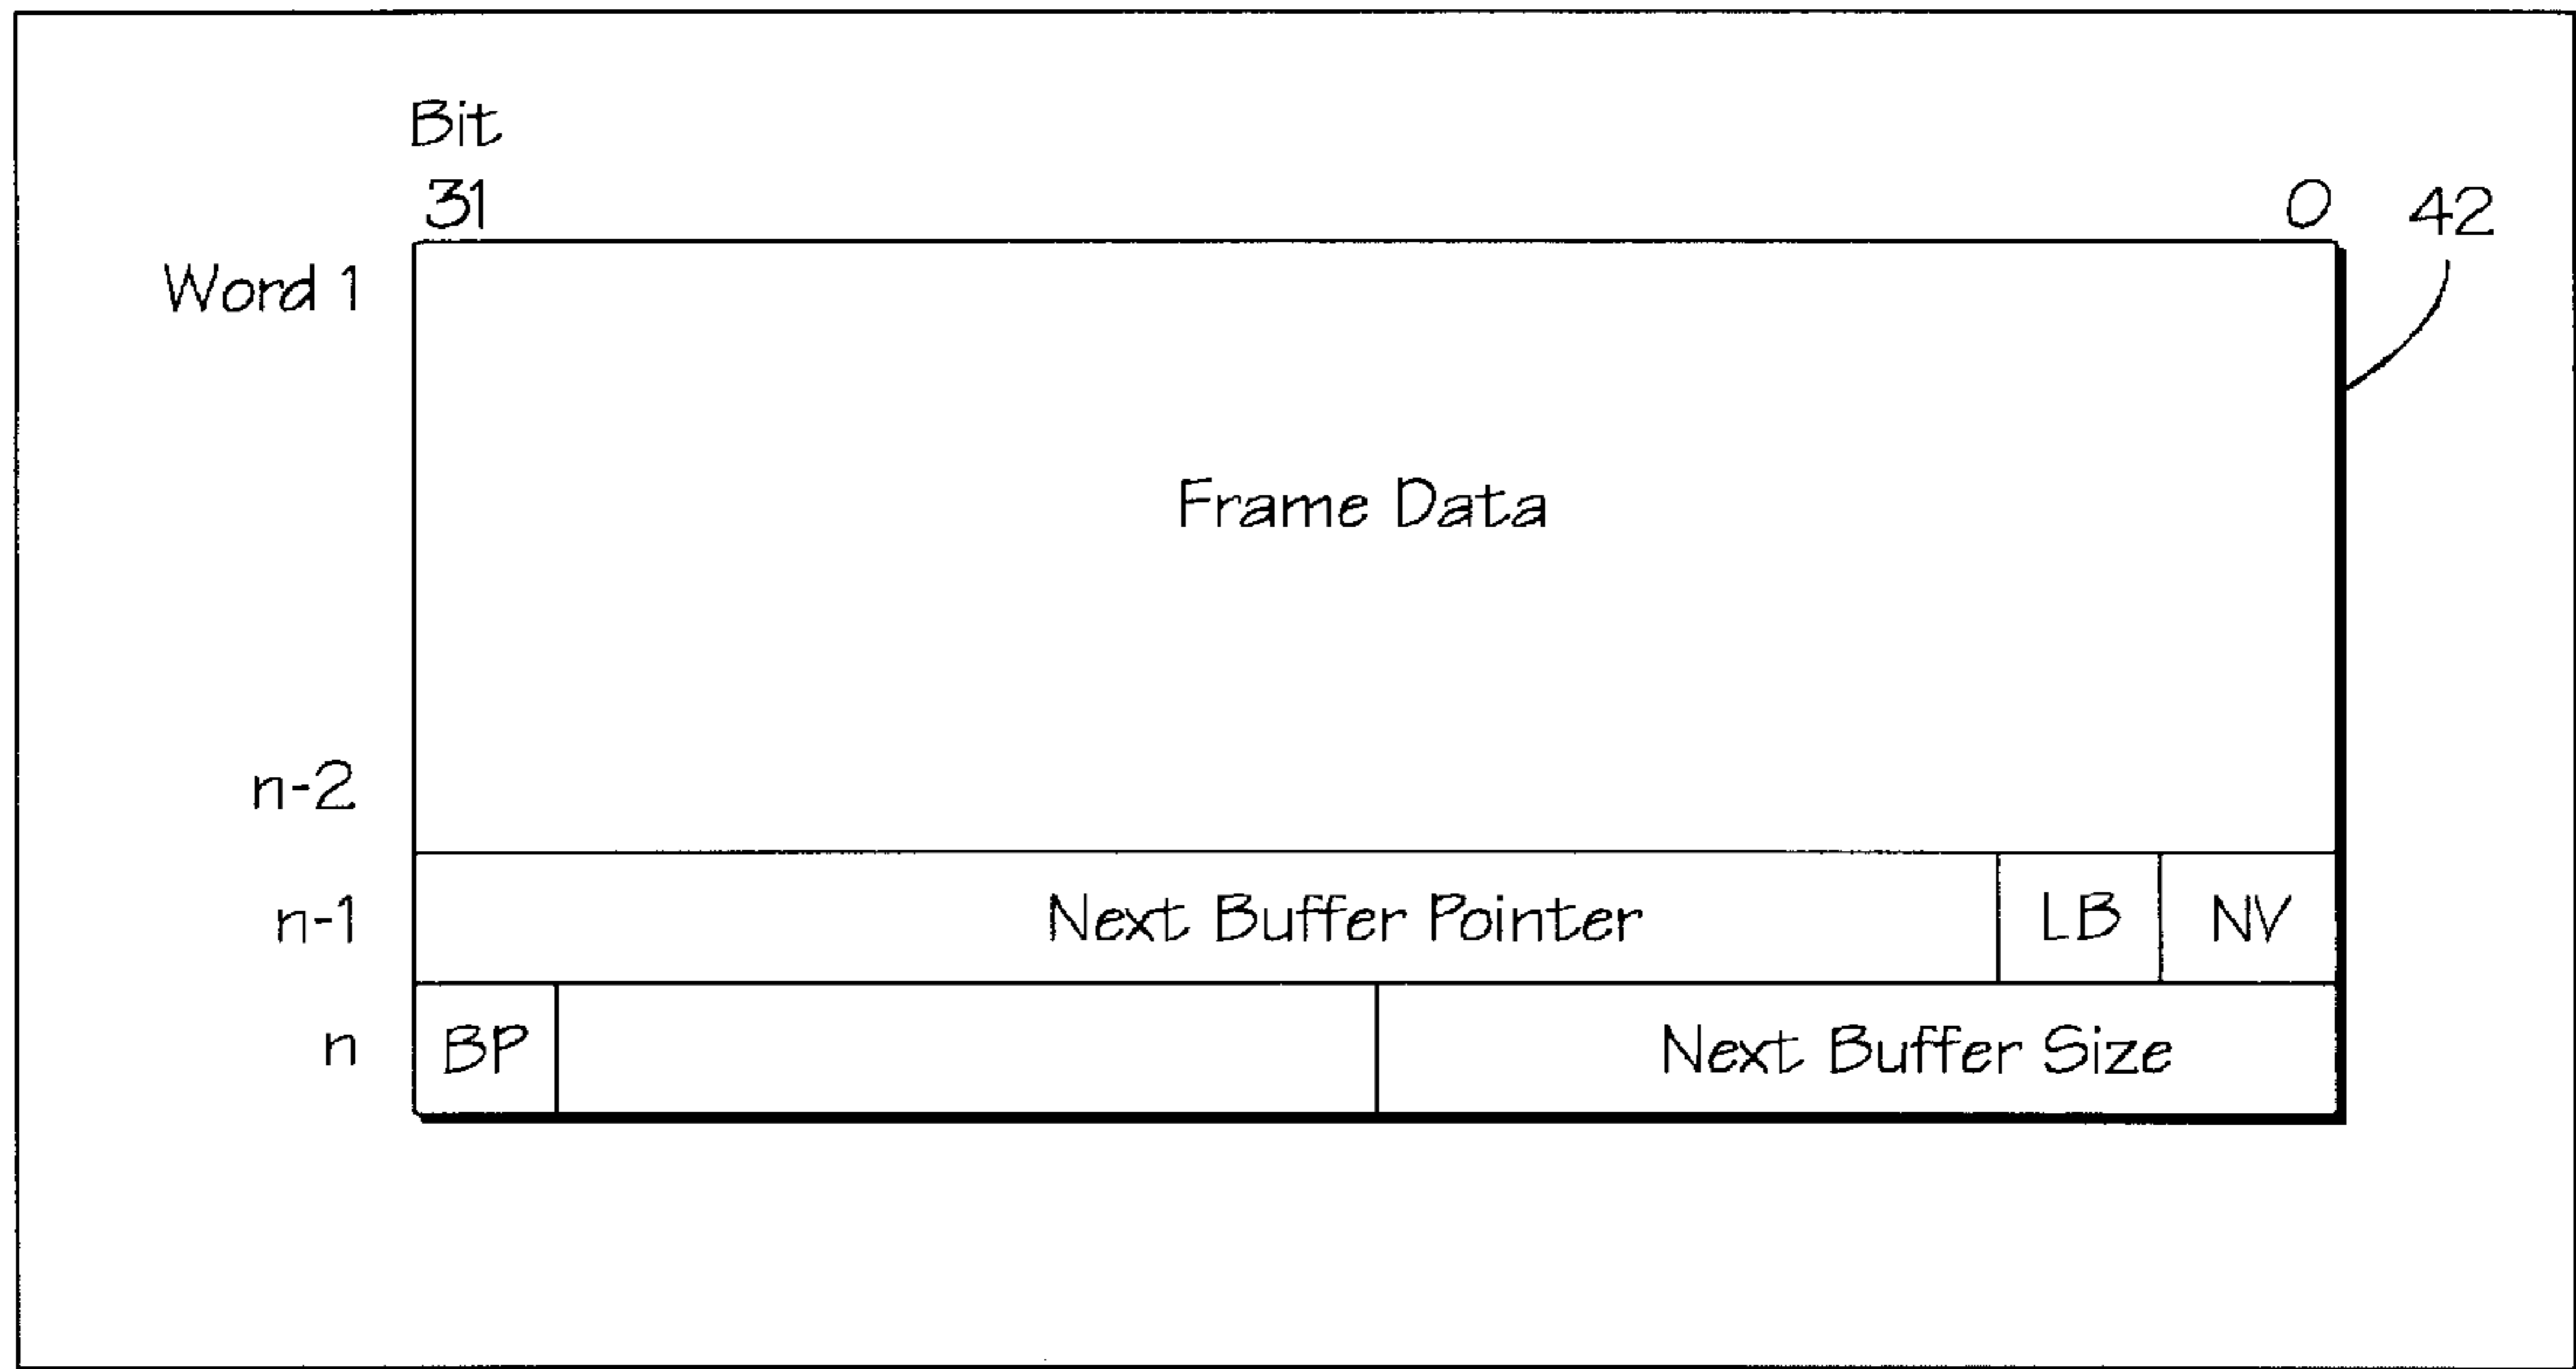 Bit
31 0 42
Word 1
Frame Data
n-2
n-1 Next Buffer Pointer LB NV
n BP Next Buffer Size